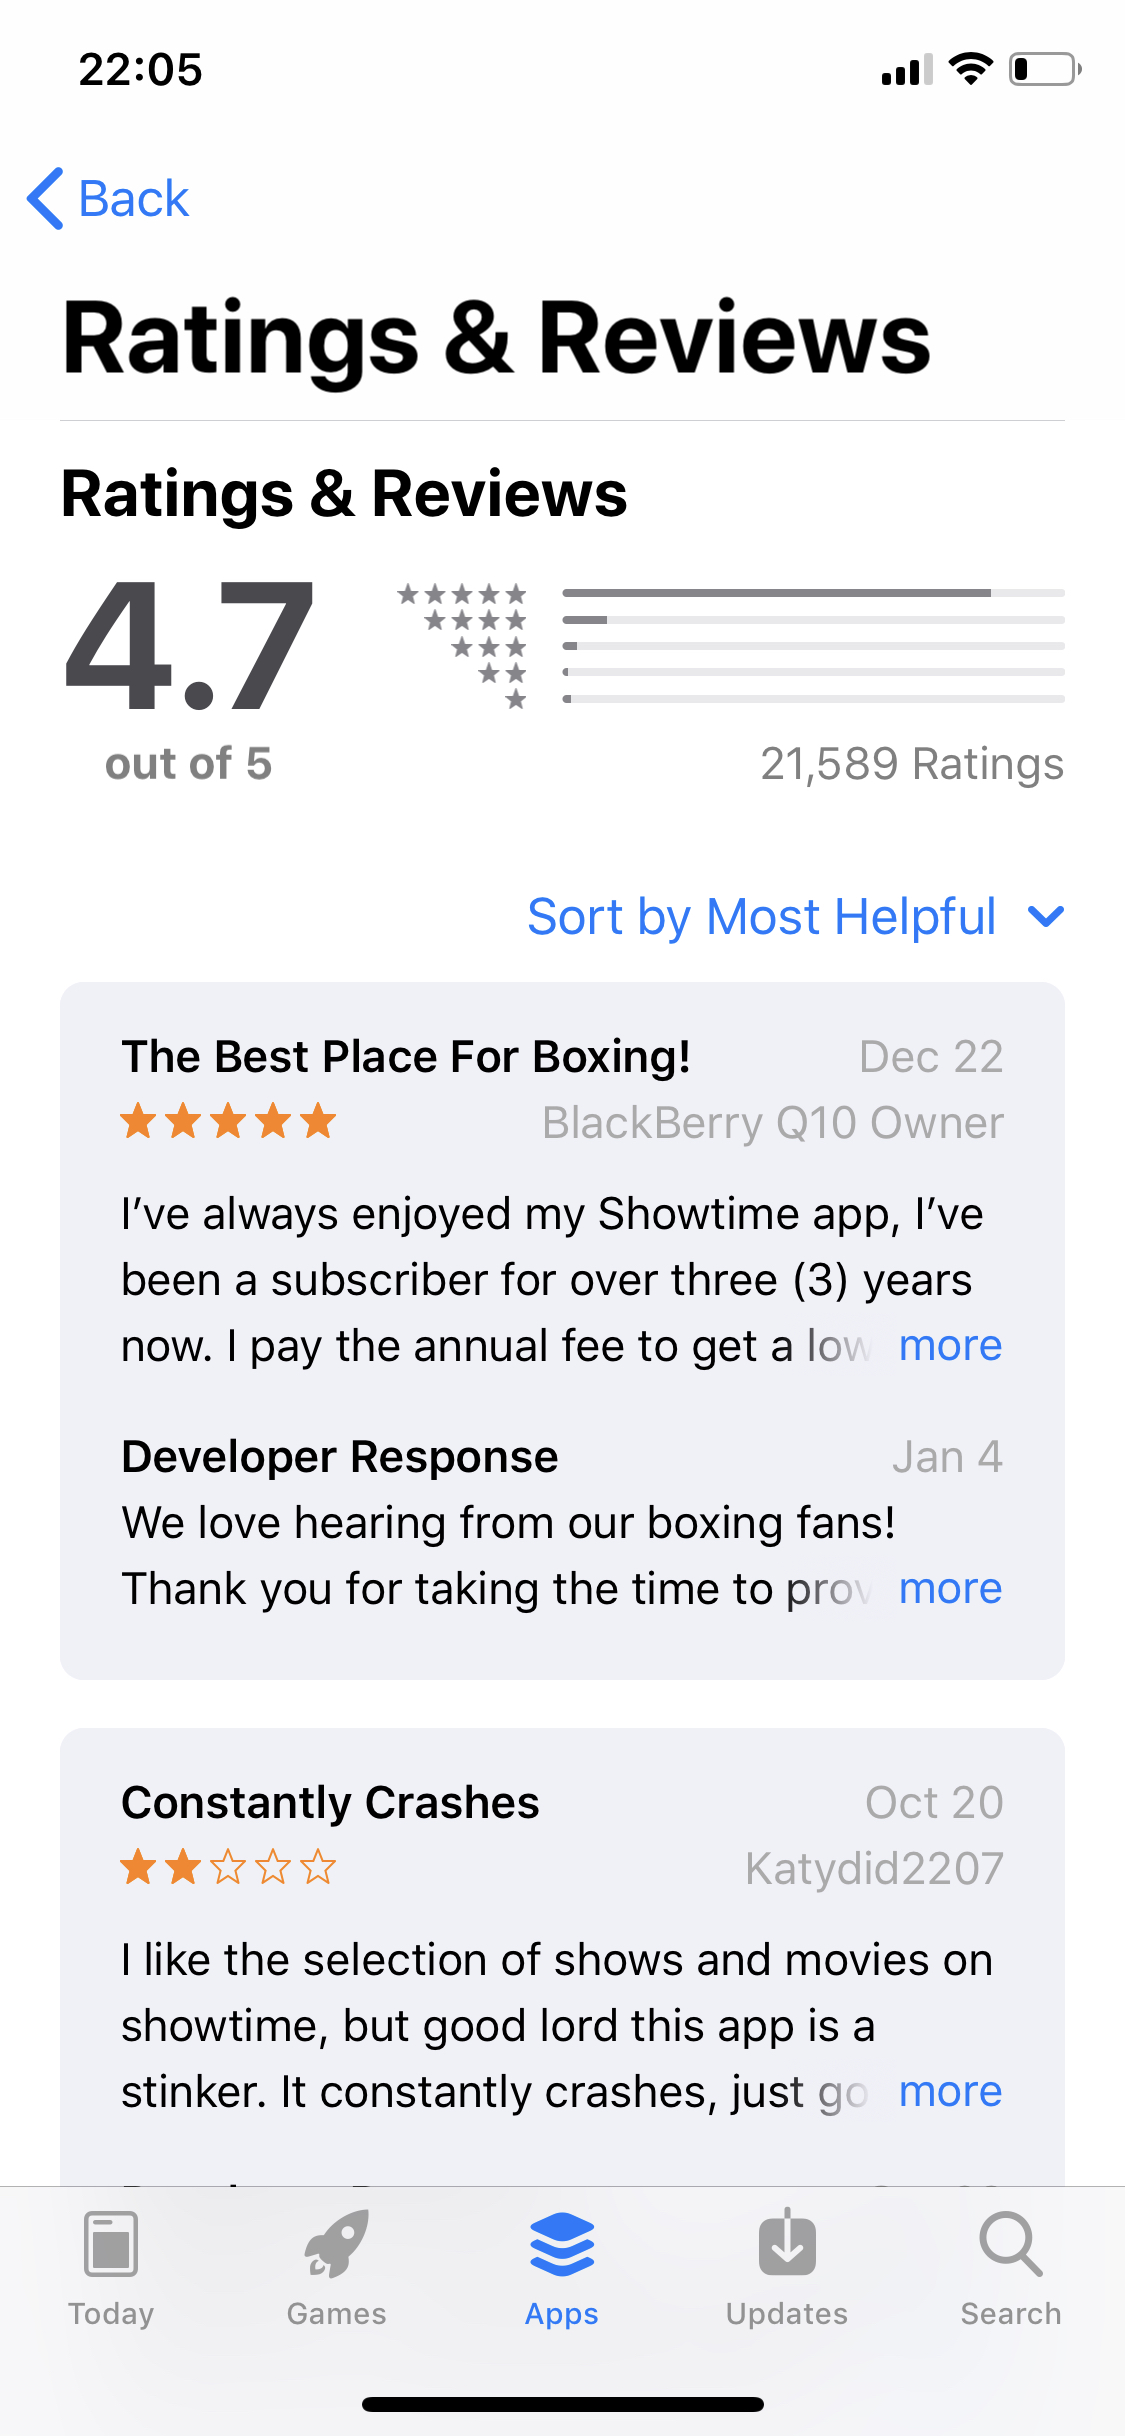 22:05
Back
Ratings & Reviews
Ratings & Reviews
4.7
out of 5
21,589 Ratings
Sort by Most Helpful
The Best Place For Boxing!
Dec 22
BlackBerry Q10 Owner
I’ve always enjoyed my Showtime app, I’ve
been a subscriber for over three (3) years
now. I pay the annual fee to get a low more
Developer Response
Jan 4
We love hearing from our boxing fans!
Thank you for taking the time to prov more
Constantly Crashes
Oct 20
Katydid2207
I like the selection of shows and movies on
showtime, but good lord this app is a
stinker. It constantly crashes, just go more
Today
Games
Apps
Updates
Search